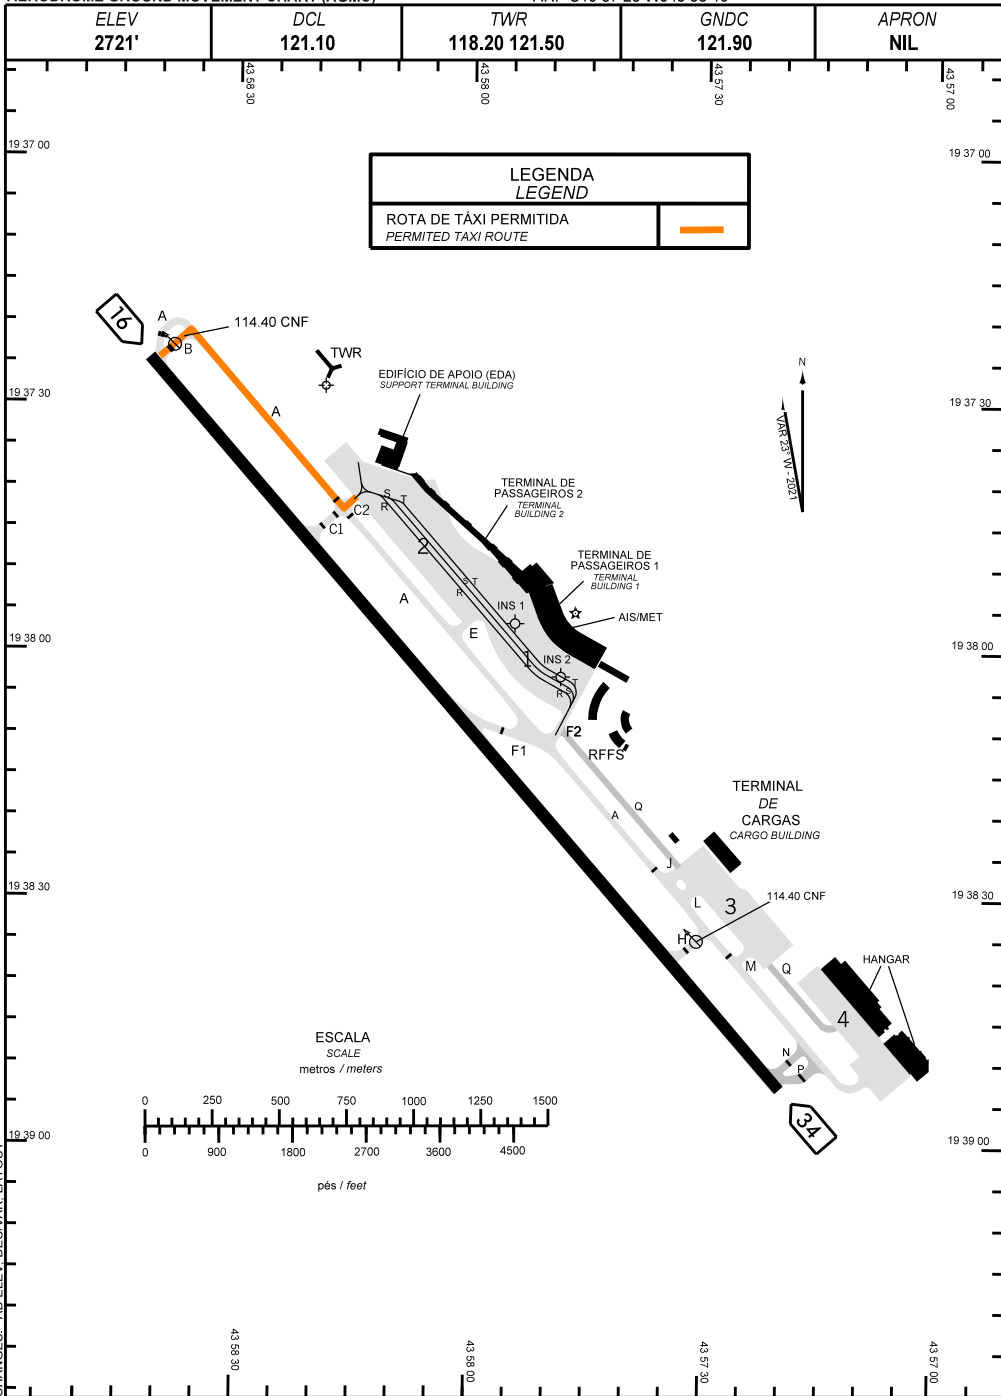 ELEV
2721'
DCL
121.10
TWR
118.20 121.50
GNDC
121.90
APRON
NIL
43 58 30
43 58 00
43 57 30
43 57 00
19 37 00
19 37 00
LEGENDA
LEGEND
ROTA DE TÁXI PERMITIDA
PERMITED TAXI ROUTE
16
A
114.40 CNF
B
TWR
EDIFÍCIO DE APOIO (EDA)
SUPPORT TERMINAL BUILDING
N
VAR 23° W - 2021
19 37 30
19 37 30
A
TERMINAL DE
PASSAGEIROS 2
TERMINAL
BUILDING 2
S
T
R
C2
C1
2
TERMINAL DE
PASSAGEIROS 1
TERMINAL
BUILDING 1
S T
R
A
INS 1
AIS/MET
E
19 38 00
19 38 00
1
INS 2
T
S
R
F2
F1
RFFS
TERMINAL
DE
CARGAS
CARGO BUILDING
Q
A
J
19 38 30
19 38 30
L
3
114.40 CNF
H
M
Q
HANGAR
4
N
P
34
ESCALA
SCALE
metros / meters
0 250 500 750 1000 1250 1500
0 900 1800 2700 3600 4500
pés / feet
19 39 00
19 39 00
43 58 30
43 58 00
43 57 30
43 57 00